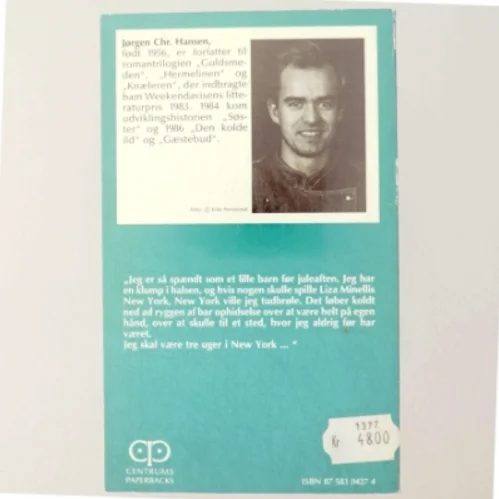 Jørgen Chr. Hansen,
født 1956, er forfatter til
romantrilogien „Guldsme-
den“, „Hermelinen“ og
„Knæleren“, der indbragte
ham Weekendavisens litte-
raturpris 1983. 1984 kom
udviklingshistorien „Søs-
ter“ og 1986 „Den kolde
ild“ og „Gæstebud“.
Foto: ©
„Jeg er så spændt som et lille barn før juleaften. Jeg har
en klump i halsen, og hvis nogen skulle spille Liza Minellis
New York, New York ville jeg tudbrøle. Det løber koldt
ned ad ryggen af bar ophidselse over at være helt på egen
hånd, over at skulle til et sted, hvor jeg aldrig før har
været.
Jeg skal være tre uger i New York ... “
1377
Kr 4800
cp
CENTRUMS
PAPERBACKS
ISBN 87 583 0427 4